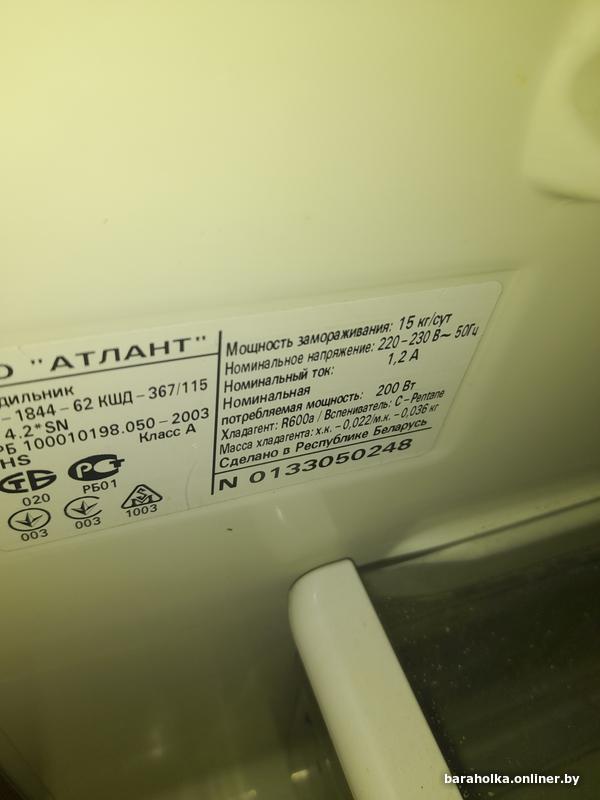 О "АТЛАНТ"
дильник
-1844-62 КШД-367/115
4.2*SN
РБ.100010198.050-2003
HS
Класс А
020
РБ01
003
003
1003
Мощность замораживания: 15 кг/сут
Номинальное напряжение: 220-230 В~ 50Гц
Номинальный ток: 1,2 А
Номинальная
потребляемая мощность: 200 Вт
Хладагент: R600a / Вспениватель: C-Pentane
Масса хладагента: х.к. -0,022/м.к. -0,036 кг
Сделано в Республике Беларусь
N 0133050248
baraholka.onliner.by